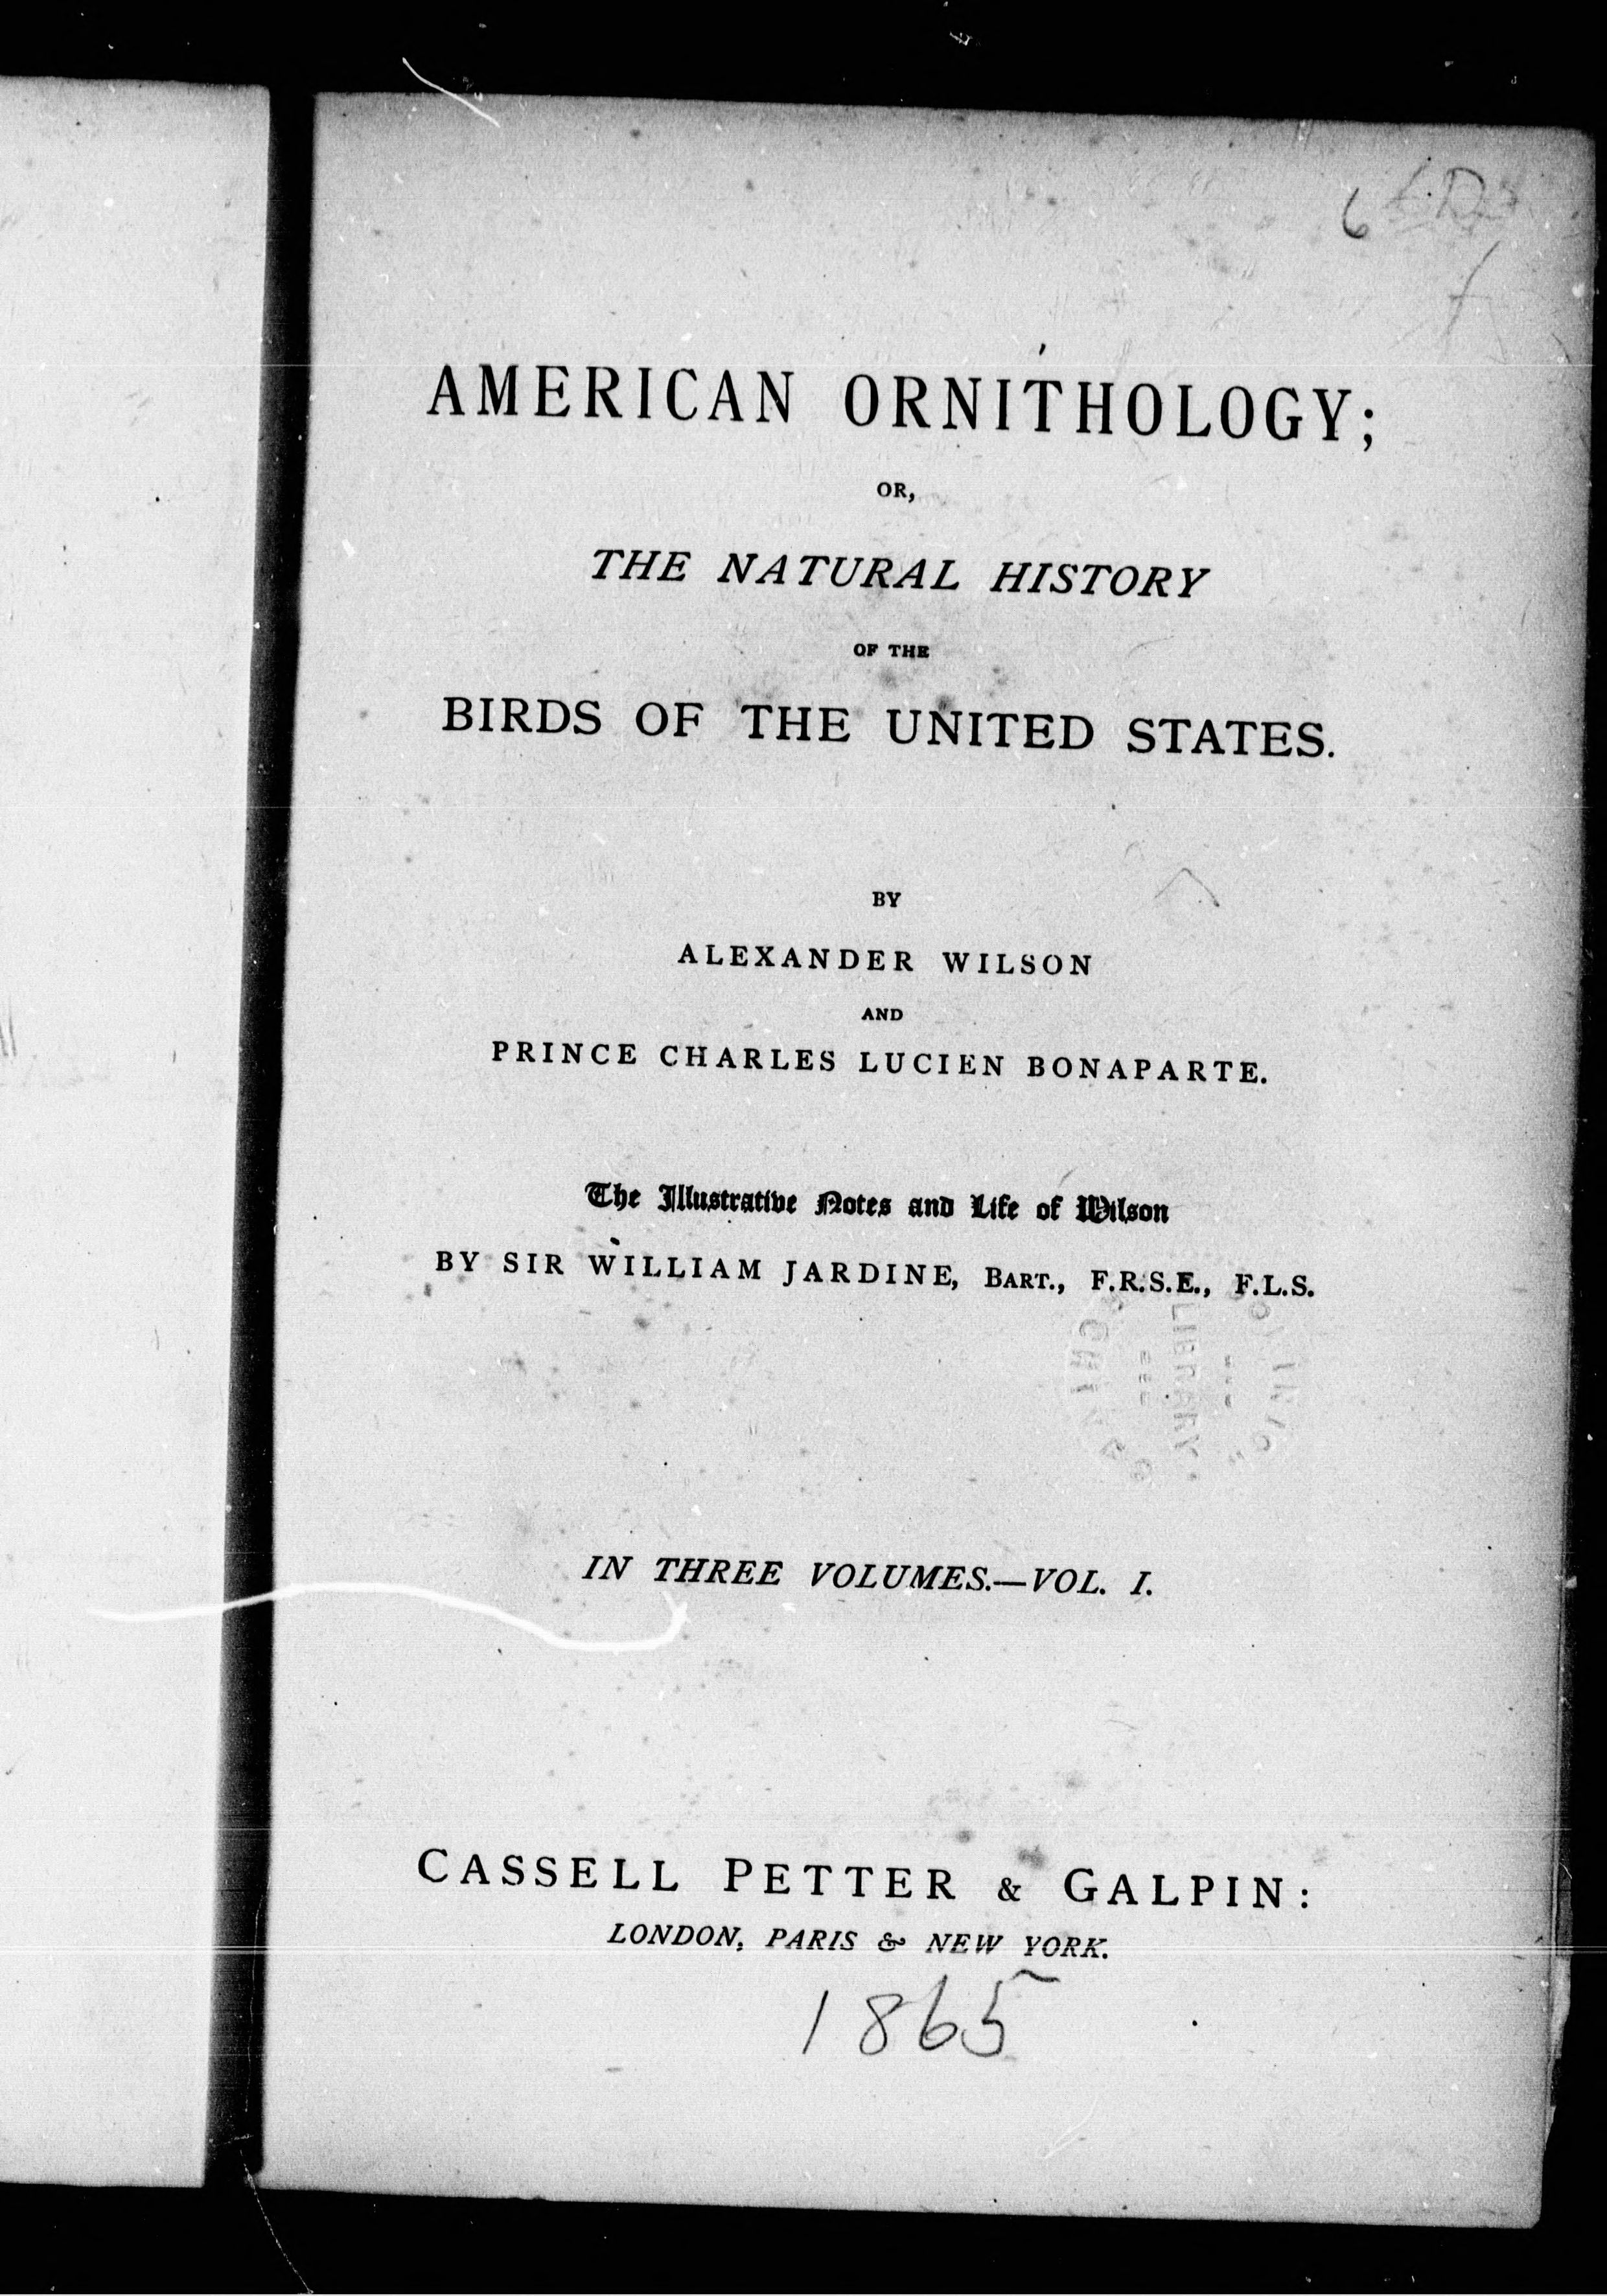 AMERICAN ORNITHOLOGY;
OR,
THE NATURAL HISTORY
OF THE
BIRDS OF THE UNITED STATES.
BY
ALEXANDER WILSON
AND
PRINCE CHARLES LUCIEN BONAPARTE.
The Illustrative Notes and Life of Wilson
BY SIR WILLIAM JARDINE, BART., F.R.S.E., F.L.S.
LIBRARY
IN THREE VOLUMES.—VOL. I.
CASSELL PETTER & GALPIN:
LONDON, PARIS & NEW YORK.
1865